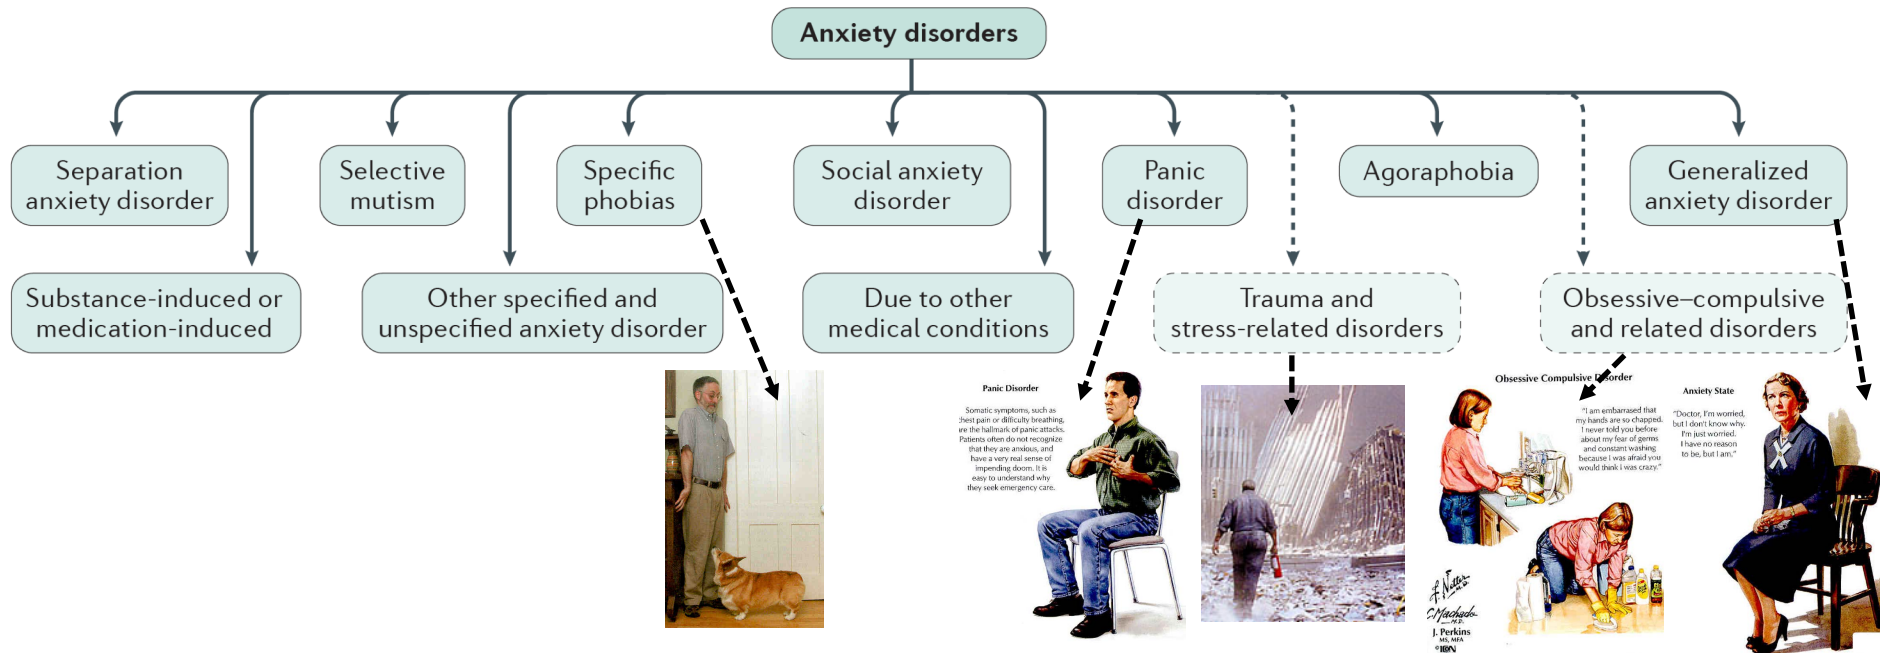 Anxiety disorders
Separation
anxiety disorder
Selective
mutism
Specific
phobias
Social anxiety
disorder
Panic
disorder
Agoraphobia
Generalized
anxiety disorder
Substance-induced or
medication-induced
Other specified and
unspecified anxiety disorder
Due to other
medical conditions
Trauma and
stress-related disorders
Obsessive–compulsive
and related disorders
Panic Disorder
Somatic symptoms, such as
chest pain or difficulty breathing,
are the hallmark of panic attacks.
Patients often do not recognize
that they are anxious, and
have a very real sense of
impending doom. It is
easy to understand why
they seek emergency care.
Obsessive Compulsive Disorder
"I am embarrased that
my hands are so chapped.
I never told you before
about my fear of germs
and constant washing
because I was afraid you
would think I was crazy."
Anxiety State
"Doctor, I'm worried,
but I don't know why.
I'm just worried.
I have no reason
to be, but I am."
F. Netter
M.D.
C. Machado
M.D.
J. Perkins
MS, MFA
©ICON